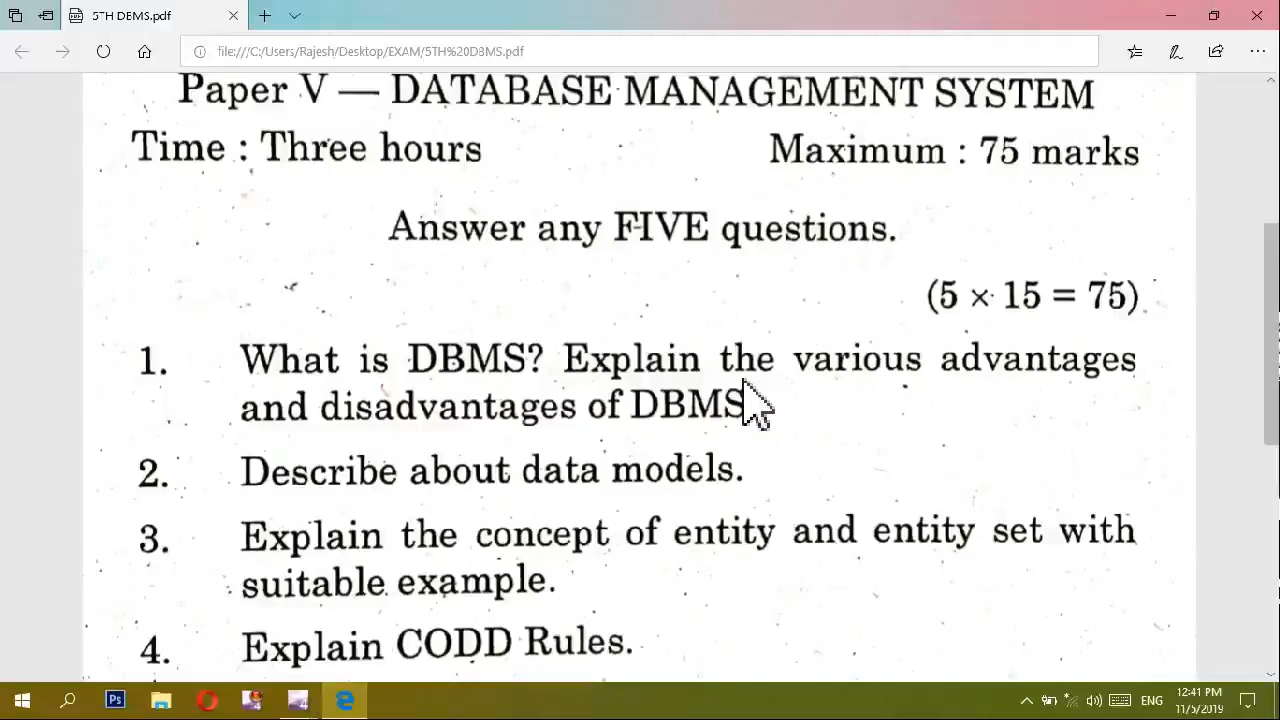 5TH DBMS.pdf
file:///C:/Users/Rajesh/Desktop/EXAM/5TH%20DBMS.pdf
Paper V — DATABASE MANAGEMENT SYSTEM
Time : Three hours Maximum : 75 marks
Answer any FIVE questions.
(5 × 15 = 75)
1. What is DBMS? Explain the various advantages
and disadvantages of DBMS
2. Describe about data models.
3. Explain the concept of entity and entity set with
suitable example.
4. Explain CODD Rules.
Ps
ENG
12:41 PM
11/5/2019